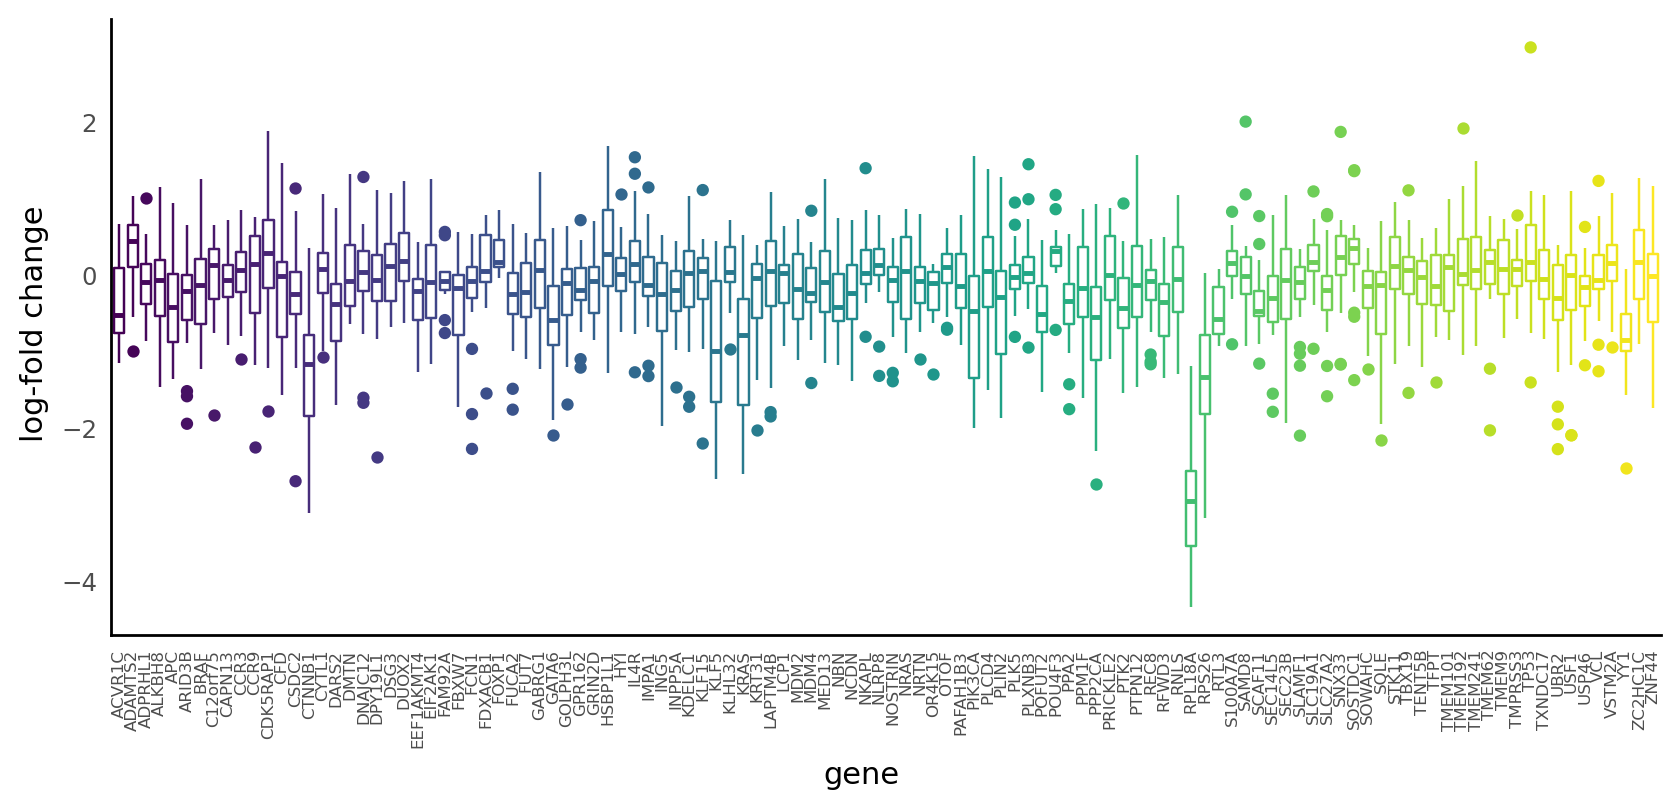 log-fold change
2
0
−2
−4
ACVR1C
ADAMTS2
ADPRHL1
ALKBH8
APC
ARID3B
BRAF
C12orf75
CAPN13
CCR3
CCR9
CDK5RAP1
CFD
CSDC2
CTNNB1
CYTL1
DARS2
DMTN
DNAJC12
DPY19L1
DSG3
DUOX2
EEF1AKMT4
EIF2AK1
FAM92A
FBXW7
FCN1
FDXACB1
FOXP1
FUCA2
FUT7
GABRG1
GATA6
GOLPH3L
GPR162
GRIN2D
HSBP1L1
HYI
IL4R
IMPA1
ING5
INPP5A
KDELC1
KLF15
KLF5
KLHL32
KRAS
KRT31
LAPTM4B
LCP1
MDM2
MDM4
MED13
NBN
NCDN
NKAPL
NLRP8
NOSTRIN
NRAS
NRTN
OR4K15
OTOF
PAFAH1B3
PIK3CA
PLCD4
PLIN2
PLK5
PLXNB3
POFUT2
POU4F3
PPA2
PPM1F
PPP2CA
PRICKLE2
PTK2
PTPN12
REC8
RFWD3
RNLS
RPL18A
RPS26
RTL3
S100A7A
SAMD8
SCAF11
SEC14L5
SEC23B
SLAMF1
SLC19A1
SLC27A2
SNX33
SOSTDC1
SOWAHC
SQLE
STK11
TBX19
TENT5B
TFPT
TMEM101
TMEM192
TMEM241
TMEM62
TMEM9
TMPRSS3
TP53
TXNDC17
UBR2
USF1
USP46
VCL
VSTM2A
YY1
ZC2HC1C
ZNF44
gene